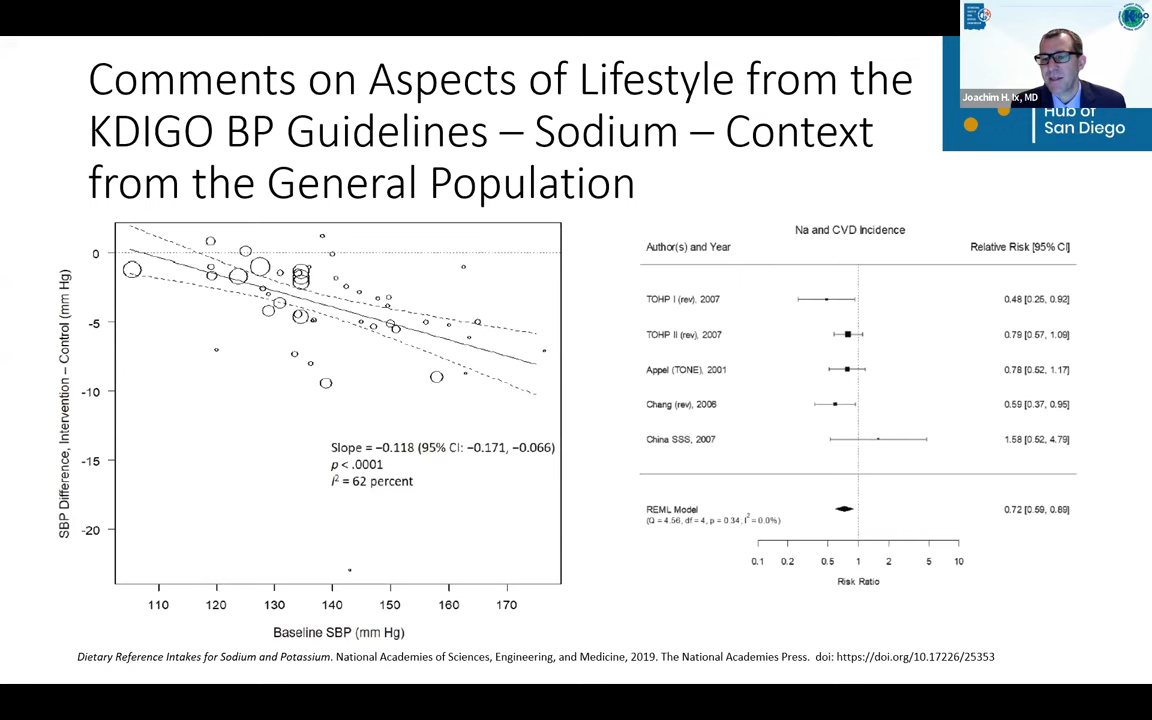 Joachim H. Ix, MD
Hub of
San Diego
Comments on Aspects of Lifestyle from the
KDIGO BP Guidelines – Sodium – Context
from the General Population
SBP Difference, Intervention – Control (mm Hg)
0
-5
-10
-15
-20
Slope = −0.118 (95% CI: −0.171, −0.066)
p < .0001
I² = 62 percent
110 120 130 140 150 160 170
Baseline SBP (mm Hg)
Na and CVD Incidence
Author(s) and Year Relative Risk [95% CI]
TOHP I (rev), 2007 0.48 [0.25, 0.92]
TOHP II (rev), 2007 0.79 [0.57, 1.09]
Appel (TONE), 2001 0.78 [0.52, 1.17]
Chang (rev), 2006 0.59 [0.37, 0.95]
China SSS, 2007 1.58 [0.52, 4.79]
REML Model 0.72 [0.59, 0.89]
(Q = 4.56, df = 4, p = 0.34, I² = 0.0%)
0.1 0.2 0.5 1 2 5 10
Risk Ratio
Dietary Reference Intakes for Sodium and Potassium. National Academies of Sciences, Engineering, and Medicine, 2019. The National Academies Press. doi: https://doi.org/10.17226/25353